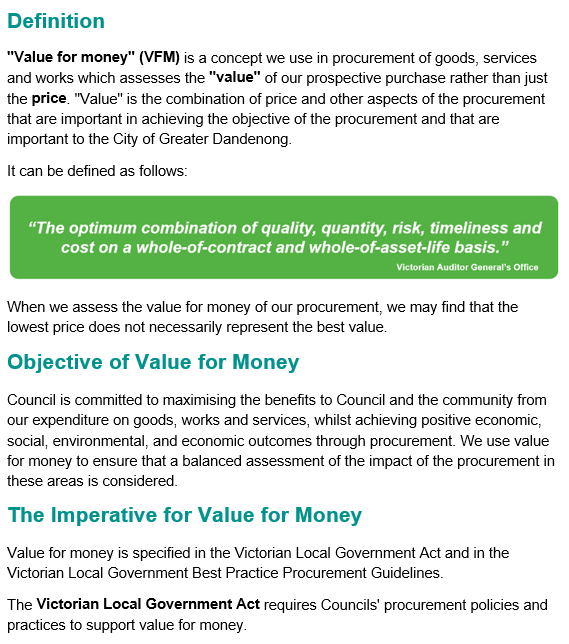 Definition
"Value for money" (VFM) is a concept we use in procurement of goods, services
and works which assesses the "value" of our prospective purchase rather than just
the price. "Value" is the combination of price and other aspects of the procurement
that are important in achieving the objective of the procurement and that are
important to the City of Greater Dandenong.
It can be defined as follows:
“The optimum combination of quality, quantity, risk, timeliness and
cost on a whole-of-contract and whole-of-asset-life basis.”
Victorian Auditor General's Office
When we assess the value for money of our procurement, we may find that the
lowest price does not necessarily represent the best value.
Objective of Value for Money
Council is committed to maximising the benefits to Council and the community from
our expenditure on goods, works and services, whilst achieving positive economic,
social, environmental, and economic outcomes through procurement. We use value
for money to ensure that a balanced assessment of the impact of the procurement in
these areas is considered.
The Imperative for Value for Money
Value for money is specified in the Victorian Local Government Act and in the
Victorian Local Government Best Practice Procurement Guidelines.
The Victorian Local Government Act requires Councils' procurement policies and
practices to support value for money.